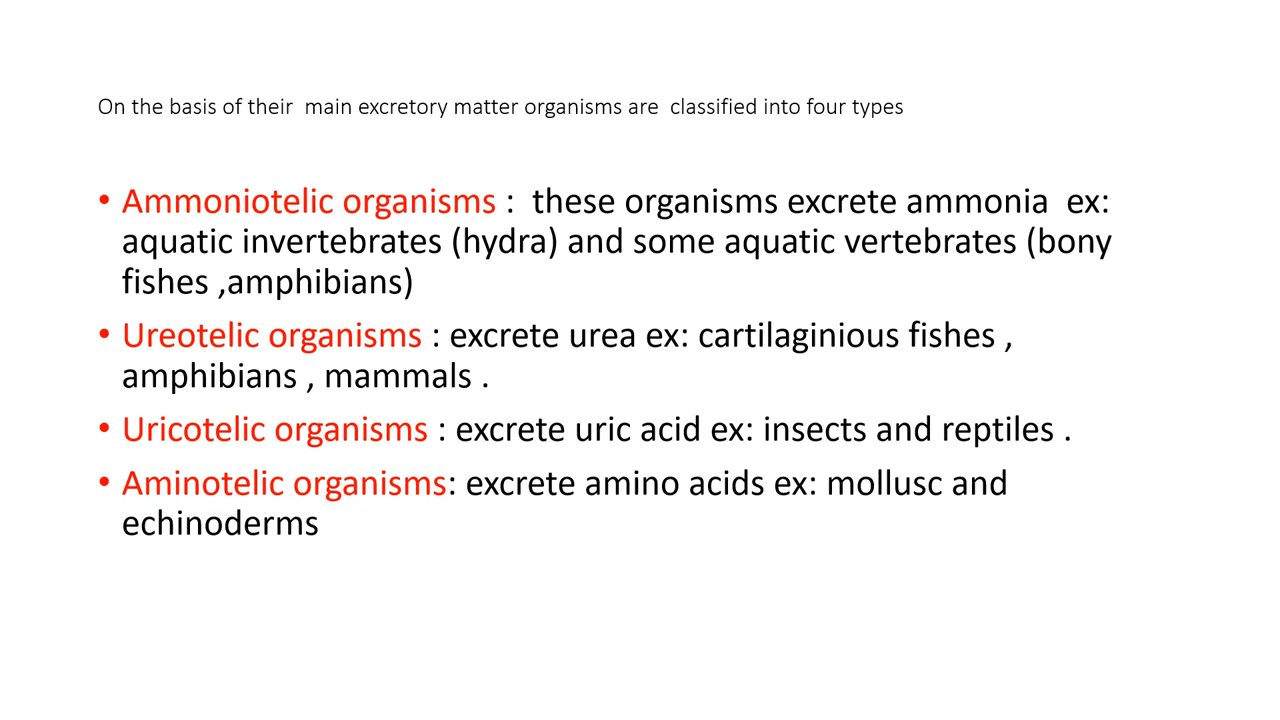 On the basis of their  main excretory matter organisms are  classified into four types
• Ammoniotelic organisms :  these organisms excrete ammonia  ex:
aquatic invertebrates (hydra) and some aquatic vertebrates (bony
fishes ,amphibians)
• Ureotelic organisms : excrete urea ex: cartilaginious fishes ,
amphibians , mammals .
• Uricotelic organisms : excrete uric acid ex: insects and reptiles .
• Aminotelic organisms: excrete amino acids ex: mollusc and
echinoderms